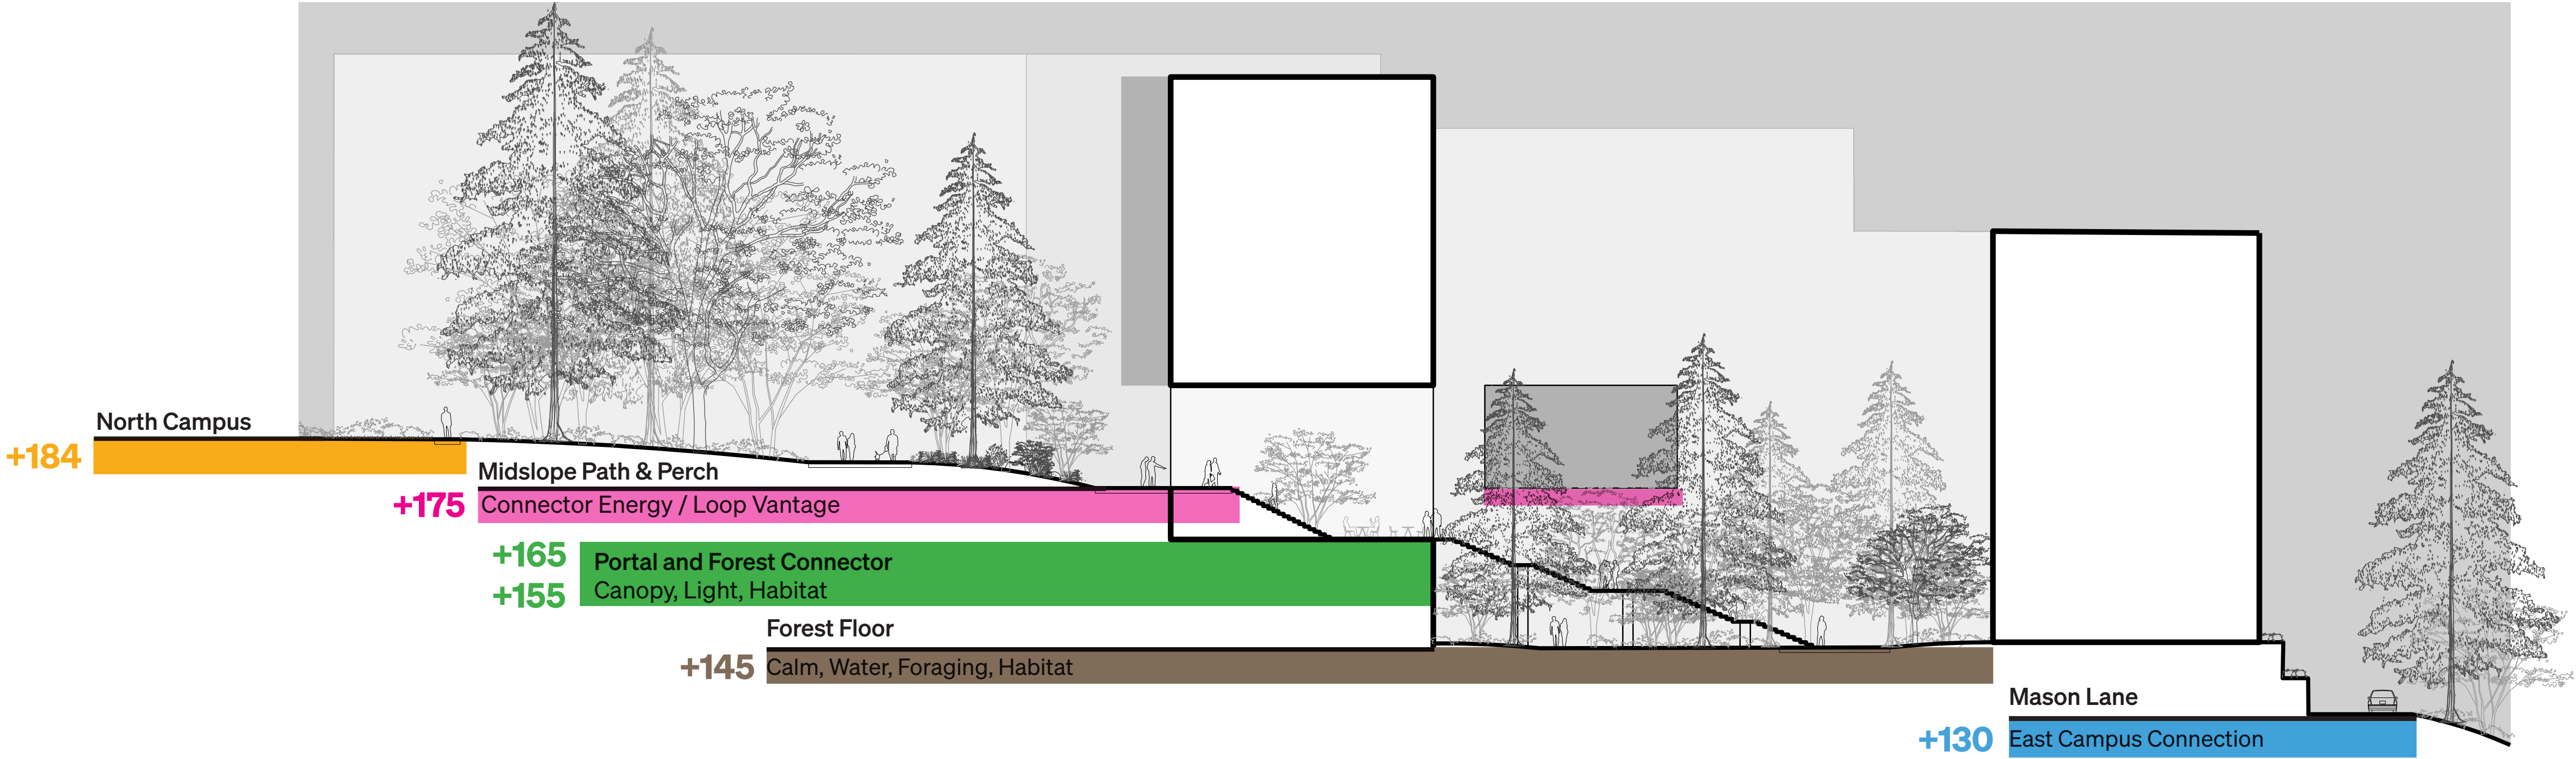 North Campus
+184
Midslope Path & Perch
+175
Connector Energy / Loop Vantage
+165
Portal and Forest Connector
+155
Canopy, Light, Habitat
Forest Floor
+145
Calm, Water, Foraging, Habitat
Mason Lane
+130
East Campus Connection